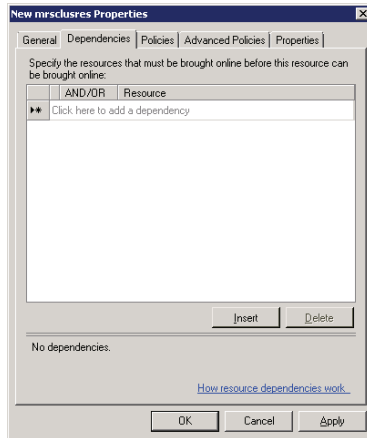 New mrsclusres Properties
General Dependencies Policies Advanced Policies Properties
Specify the resources that must be brought online before this resource can
be brought online:
AND/OR Resource
Click here to add a dependency
Insert Delete
No dependencies.
How resource dependencies work
OK Cancel Apply